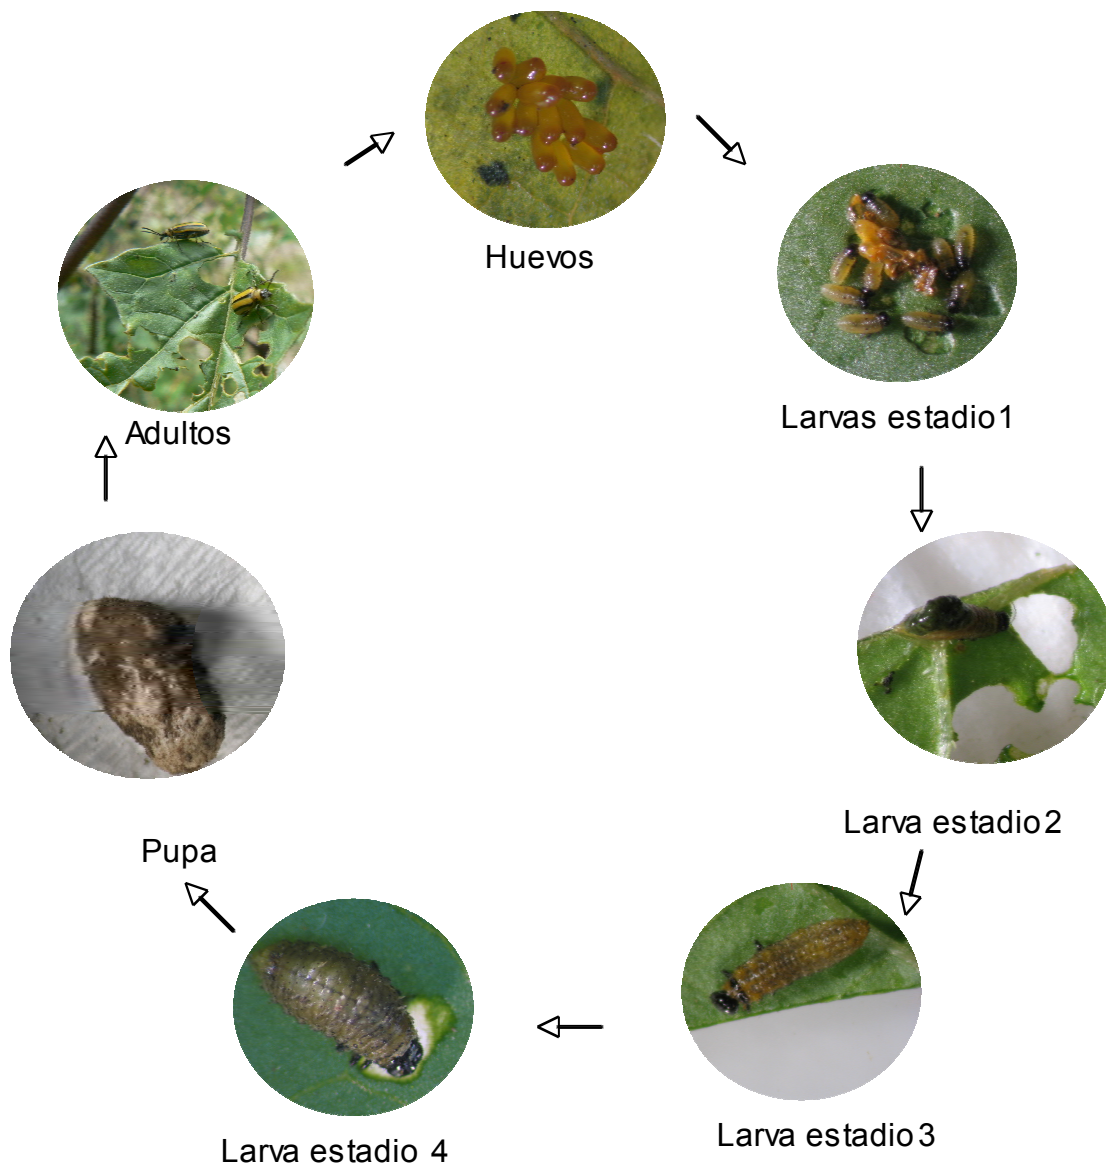 Huevos
Larvas estadio1
Larva estadio2
Larva estadio3
Larva estadio 4
Pupa
Adultos